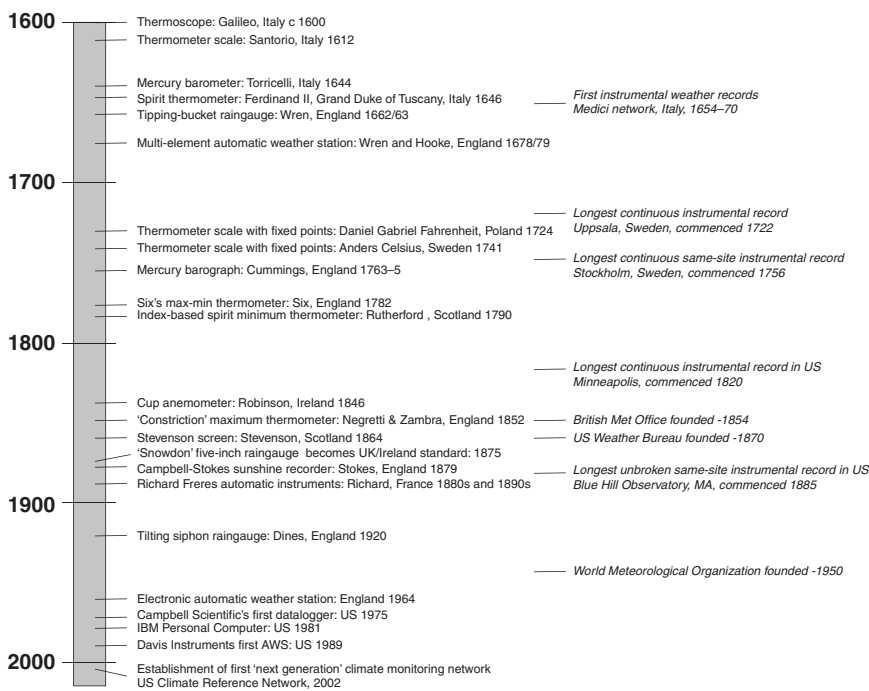 1600
Thermoscope: Galileo, Italy c 1600
Thermometer scale: Santorio, Italy 1612
Mercury barometer: Torricelli, Italy 1644
Spirit thermometer: Ferdinand II, Grand Duke of Tuscany, Italy 1646
First instrumental weather records
Medici network, Italy, 1654–70
Tipping-bucket raingauge: Wren, England 1662/63
Multi-element automatic weather station: Wren and Hooke, England 1678/79
1700
Longest continuous instrumental record
Uppsala, Sweden, commenced 1722
Thermometer scale with fixed points: Daniel Gabriel Fahrenheit, Poland 1724
Thermometer scale with fixed points: Anders Celsius, Sweden 1741
Longest continuous same-site instrumental record
Stockholm, Sweden, commenced 1756
Mercury barograph: Cummings, England 1763–5
Six's max-min thermometer: Six, England 1782
Index-based spirit minimum thermometer: Rutherford , Scotland 1790
1800
Longest continuous instrumental record in US
Minneapolis, commenced 1820
Cup anemometer: Robinson, Ireland 1846
‘Constriction’ maximum thermometer: Negretti & Zambra, England 1852
British Met Office founded -1854
Stevenson screen: Stevenson, Scotland 1864
US Weather Bureau founded -1870
‘Snowdon’ five-inch raingauge becomes UK/Ireland standard: 1875
Campbell-Stokes sunshine recorder: Stokes, England 1879
Longest unbroken same-site instrumental record in US
Blue Hill Observatory, MA, commenced 1885
Richard Freres automatic instruments: Richard, France 1880s and 1890s
1900
Tilting siphon raingauge: Dines, England 1920
World Meteorological Organization founded -1950
Electronic automatic weather station: England 1964
Campbell Scientific's first datalogger: US 1975
IBM Personal Computer: US 1981
Davis Instruments first AWS: US 1989
2000
Establishment of first ‘next generation’ climate monitoring network
US Climate Reference Network, 2002